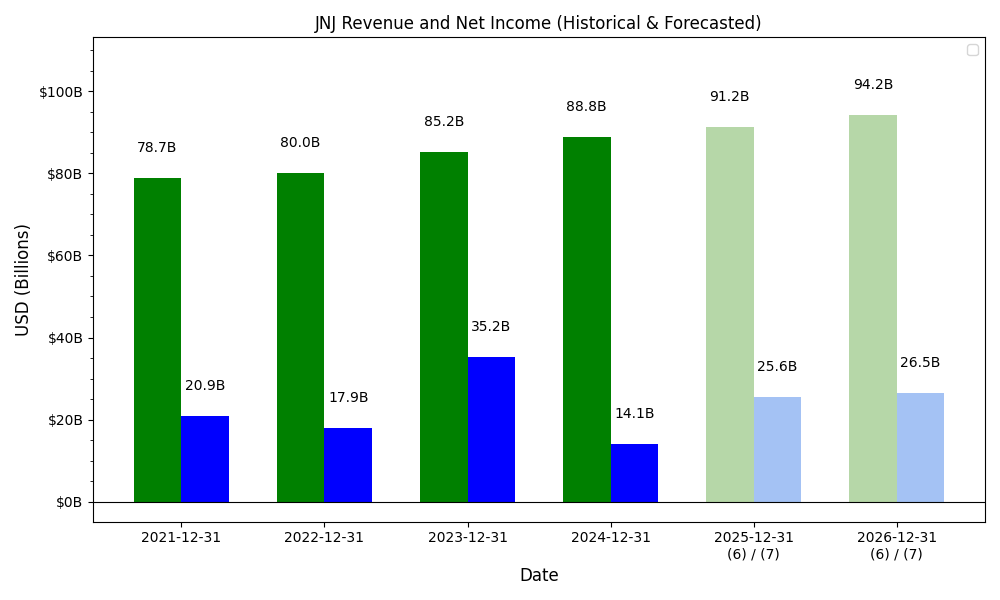 JNJ Revenue and Net Income (Historical & Forecasted)
USD (Billions)
$100B
$80B
$60B
$40B
$20B
$0B
78.7B
20.9B
80.0B
17.9B
85.2B
35.2B
88.8B
14.1B
91.2B
25.6B
94.2B
26.5B
2021-12-31
2022-12-31
2023-12-31
2024-12-31
2025-12-31
(6) / (7)
2026-12-31
(6) / (7)
Date